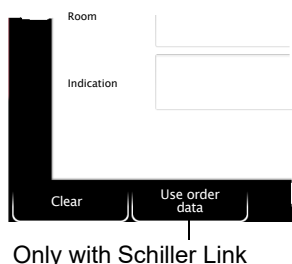 Room
Indication
Clear
Use order
data
Only with Schiller Link